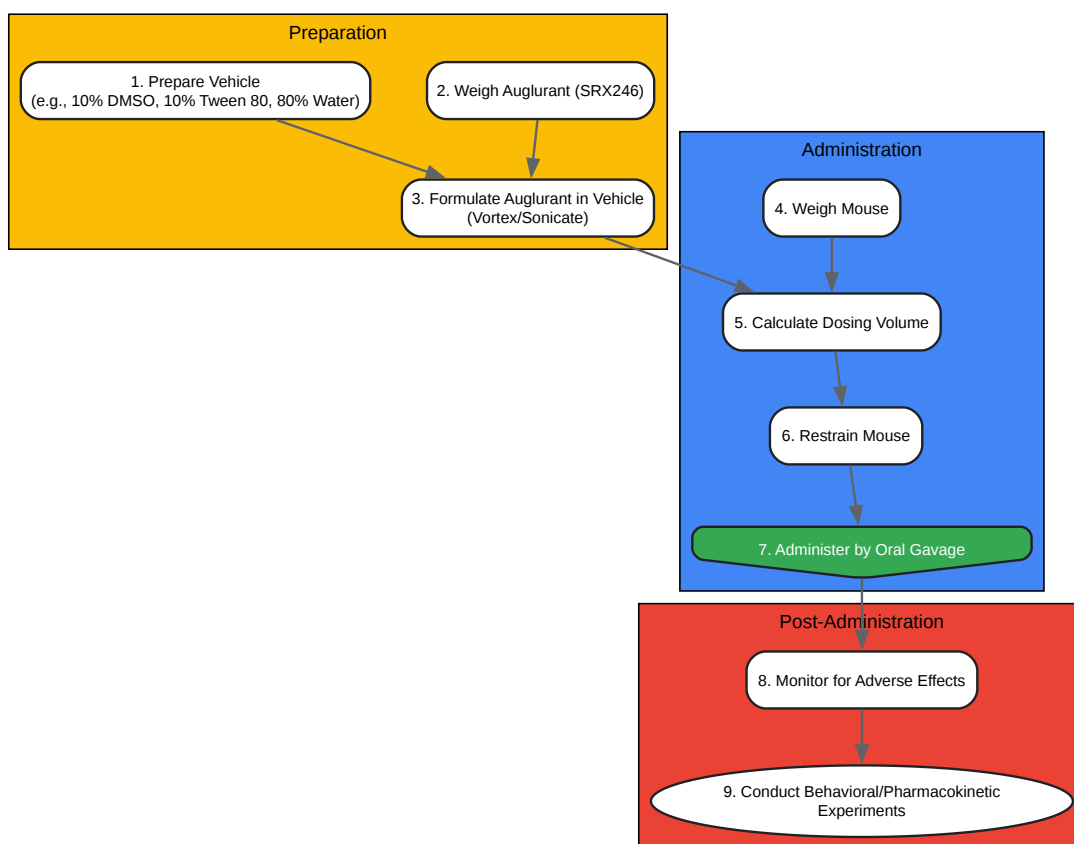 Preparation
1. Prepare Vehicle
(e.g., 10% DMSO, 10% Tween 80, 80% Water)
2. Weigh Auglurant (SRX246)
3. Formulate Auglurant in Vehicle
(Vortex/Sonicate)
Administration
4. Weigh Mouse
5. Calculate Dosing Volume
6. Restrain Mouse
7. Administer by Oral Gavage
Post-Administration
8. Monitor for Adverse Effects
9. Conduct Behavioral/Pharmacokinetic
Experiments